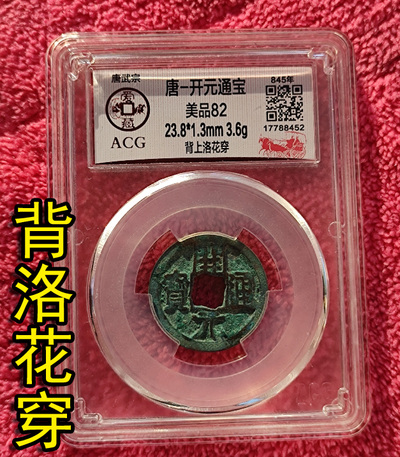 唐武宗
ACG
唐-开元通宝
美品82
23.8*1.3mm 3.6g
背上洛花穿
845年
17788452
開元通寶
背洛花穿